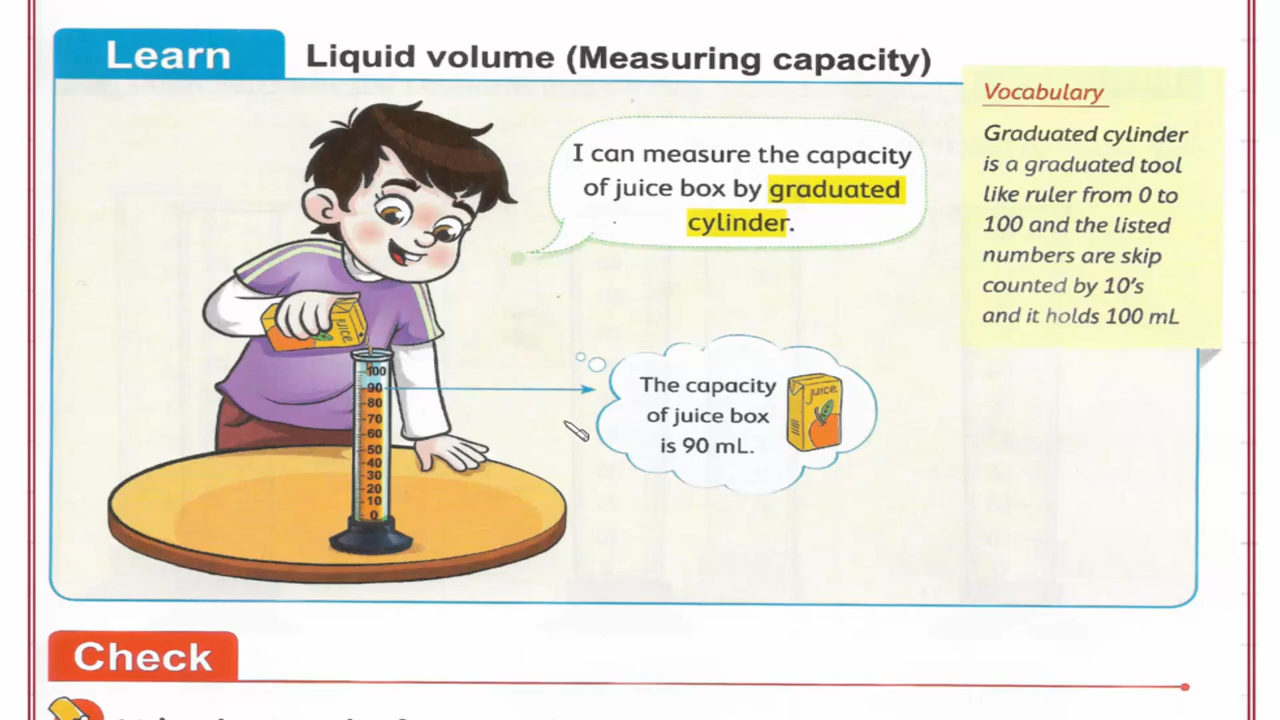 Learn
Liquid volume (Measuring capacity)
Vocabulary
Graduated cylinder
is a graduated tool
like ruler from 0 to
100 and the listed
numbers are skip
counted by 10's
and it holds 100 mL
I can measure the capacity
of juice box by graduated
cylinder.
juice
100
90
80
70
60
50
40
30
20
10
0
The capacity
of juice box
is 90 mL.
juice
Check